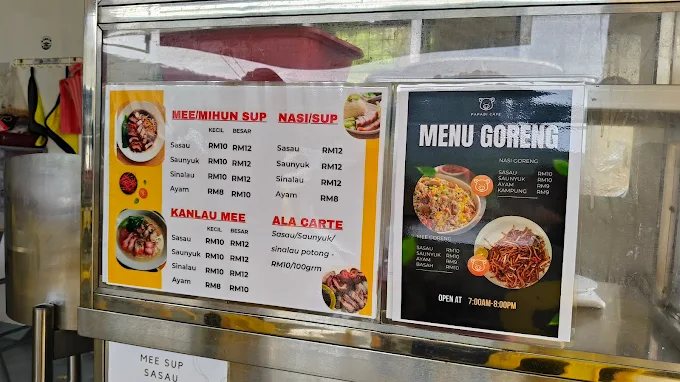 MEE/MIHUN SUP
KECIL BESAR
Sasau RM10 RM12
Saunyuk RM10 RM12
Sinalau RM10 RM12
Ayam RM8 RM10
KANLAU MEE
KECIL BESAR
Sasau RM10 RM12
Saunyuk RM10 RM12
Sinalau RM10 RM12
Ayam RM8 RM10
NASI/SUP
Sasau RM12
Saunyuk RM12
Sinalau RM12
Ayam RM8
ALA CARTE
Sasau/Saunyuk/
sinalau potong -
RM10/100grm
MENU GORENG
NASI GORENG
SASAU RM10
SAUNYUK RM10
AYAM RM9
KAMPUNG RM9
MEE GORENG
SASAU RM10
SAUNYUK RM10
AYAM RM9
BASAH RM10
OPEN AT 7:00AM-8:00PM
MEE SUP
SASAU